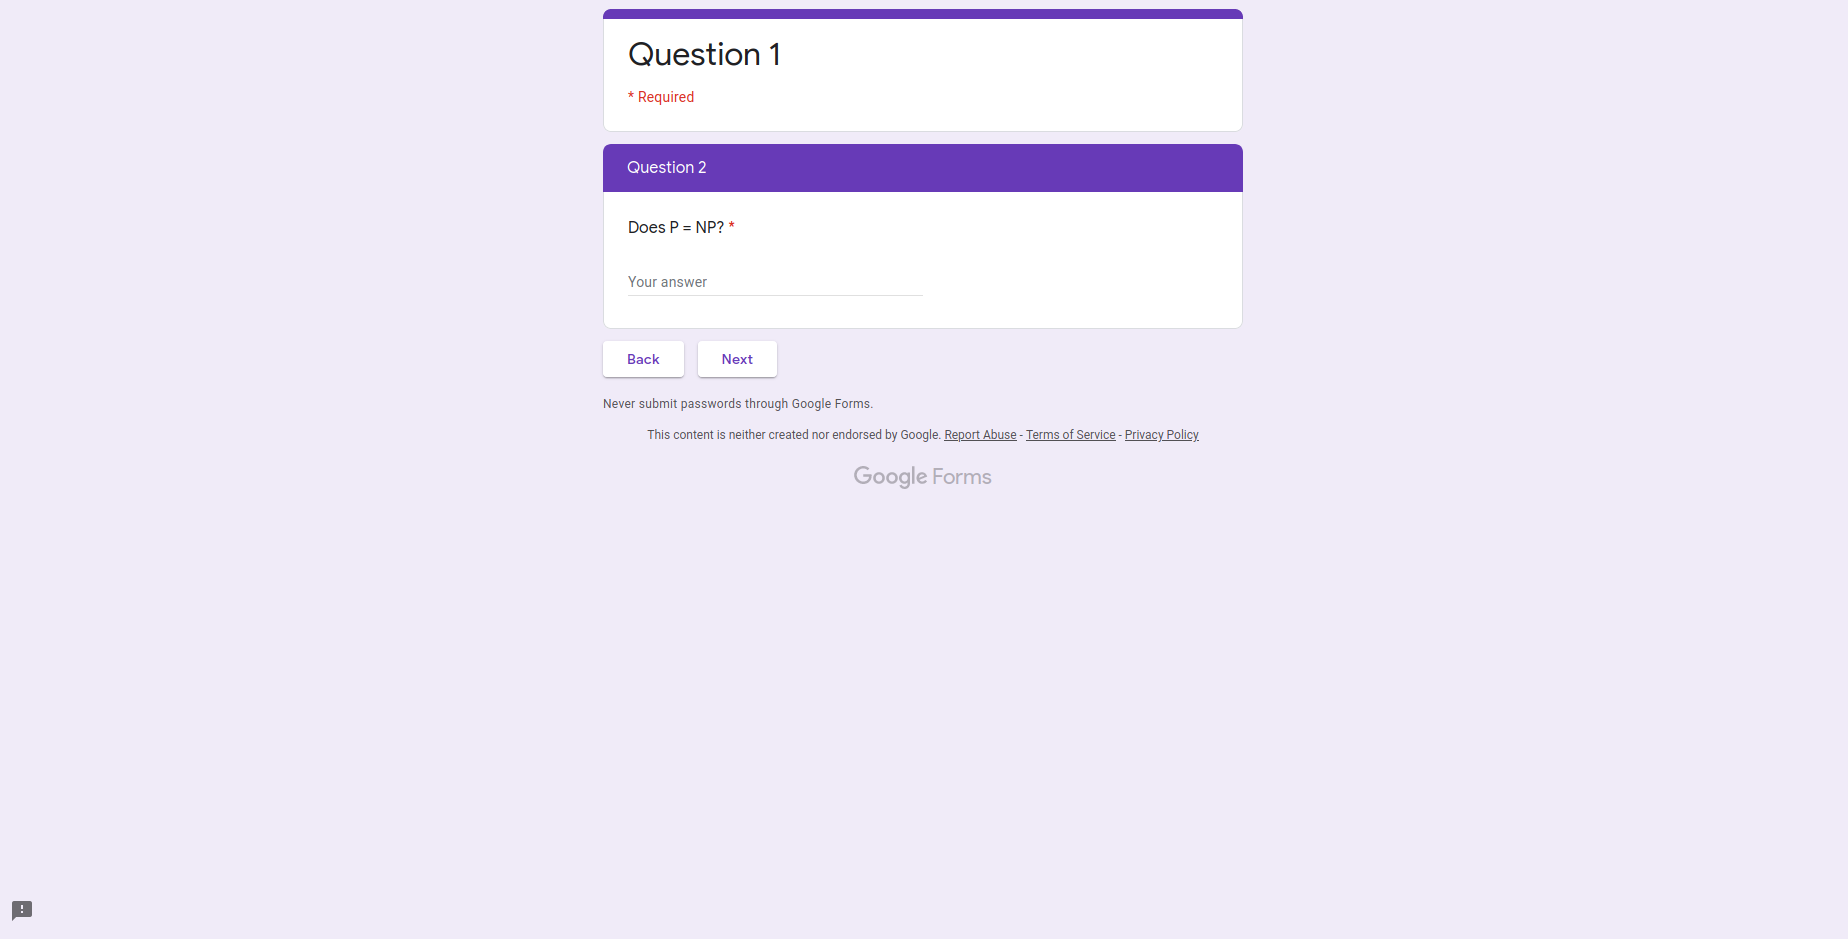 Question 1
* Required
Question 2
Does P = NP? *
Your answer
Back Next
Never submit passwords through Google Forms.
This content is neither created nor endorsed by Google. Report Abuse - Terms of Service - Privacy Policy
Google Forms